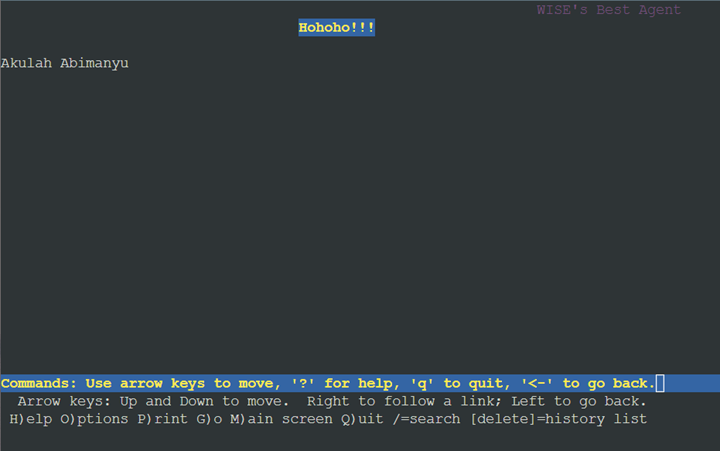 WISE's Best Agent
Hohoho!!!
Akulah Abimanyu
Commands: Use arrow keys to move, '?' for help, 'q' to quit, '<-' to go back.
Arrow keys: Up and Down to move.  Right to follow a link; Left to go back.
H)elp O)ptions P)rint G)o M)ain screen Q)uit /=search [delete]=history list